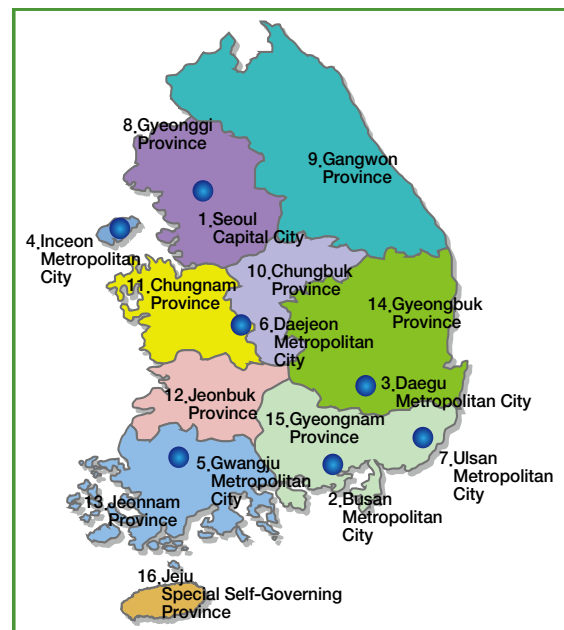 8.Gyeonggi
Province
9.Gangwon
Province
1.Seoul
Capital City
4.Inceon
Metropolitan
City
10.Chungbuk
Province
11.Chungnam
Province
14.Gyeongbuk
Province
6.Daejeon
Metropolitan
City
12.Jeonbuk
Province
3.Daegu
Metropolitan City
15.Gyeongnam
Province
5.Gwangju
Metropolitan
City
7.Ulsan
Metropolitan
City
13.Jeonnam
Province
2.Busan
Metropolitan
City
16.Jeju
Special Self-Governing
Province